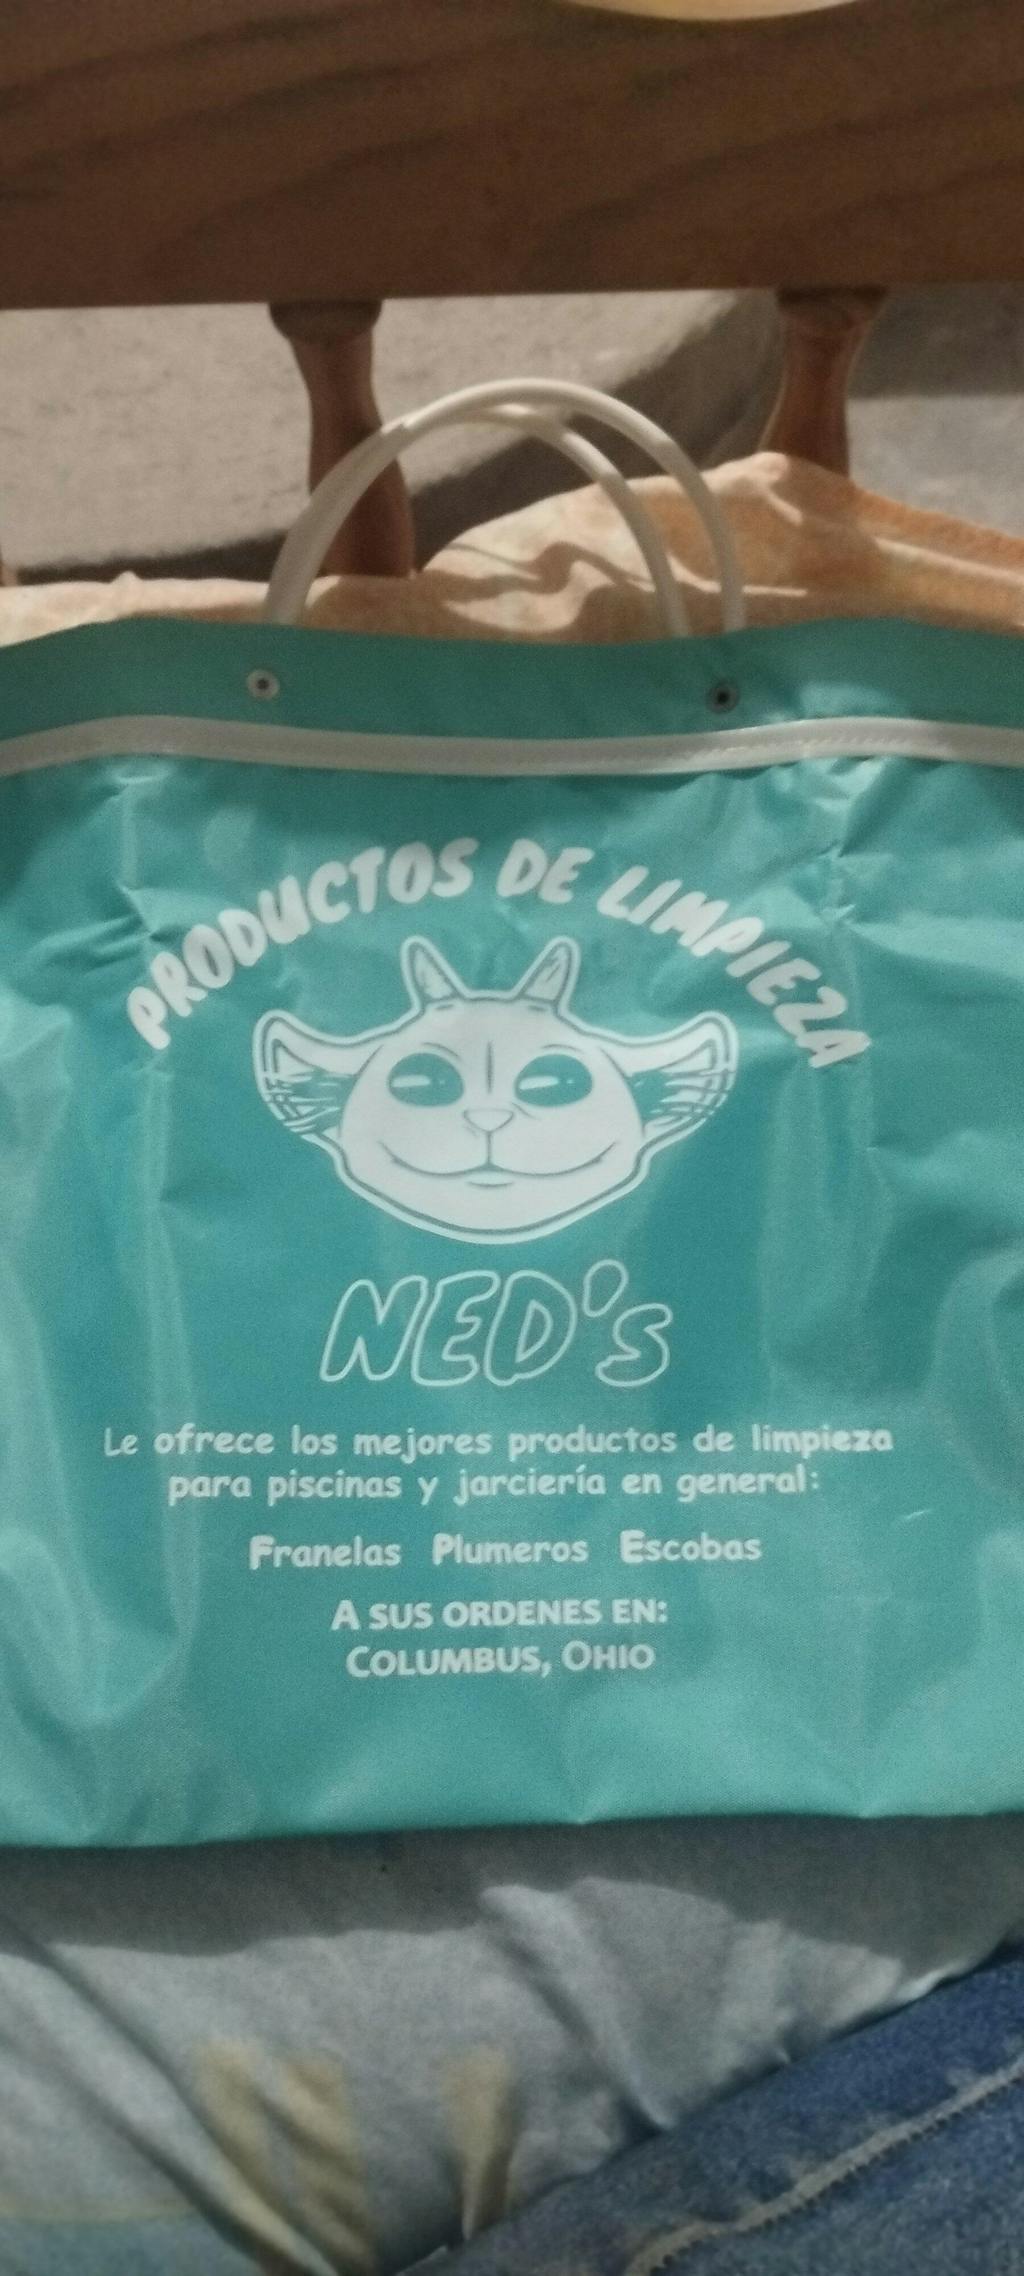 PRODUCTOS DE LIMPIEZA
NED's
Le ofrece los mejores productos de limpieza
para piscinas y jarciería en general:
Franelas Plumeros Escobas
A SUS ORDENES EN:
COLUMBUS, OHIO